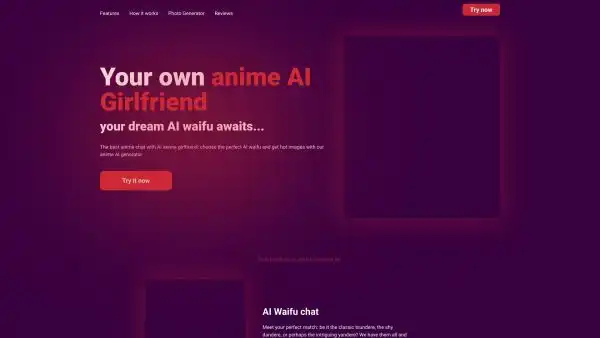 Features How it works Photo Generator Reviews Try now
Your own anime AI
Girlfriend
your dream AI waifu awaits...
The best anime chat with AI anime girlfriend: choose the perfect AI waifu and get hot images with our
anime AI generator
Try it now
AI Waifu chat
Meet your perfect match: be it the classic tsundere, the shy
dandere, or perhaps the intriguing yandere? We have them all and